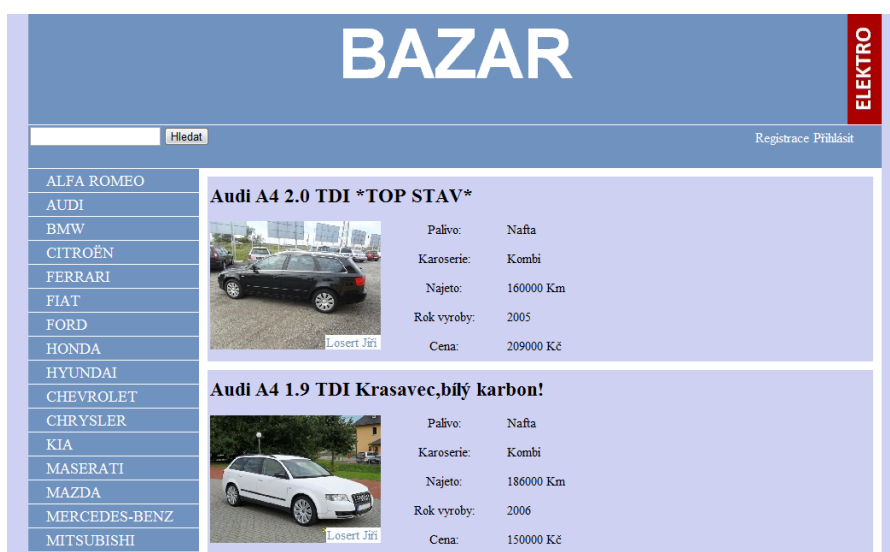 BAZAR
ELEKTRO
Hledat
Registrace Přihlásit
ALFA ROMEO
AUDI
BMW
CITROËN
FERRARI
FIAT
FORD
HONDA
HYUNDAI
CHEVROLET
CHRYSLER
KIA
MASERATI
MAZDA
MERCEDES-BENZ
MITSUBISHI
Audi A4 2.0 TDI *TOP STAV*
Palivo: Nafta
Karoserie: Kombi
Najeto: 160000 Km
Rok vyroby: 2005
Cena: 209000 Kč
Losert Jiří
Audi A4 1.9 TDI Krasavec,bílý karbon!
Palivo: Nafta
Karoserie: Kombi
Najeto: 186000 Km
Rok vyroby: 2006
Cena: 150000 Kč
Losert Jiří